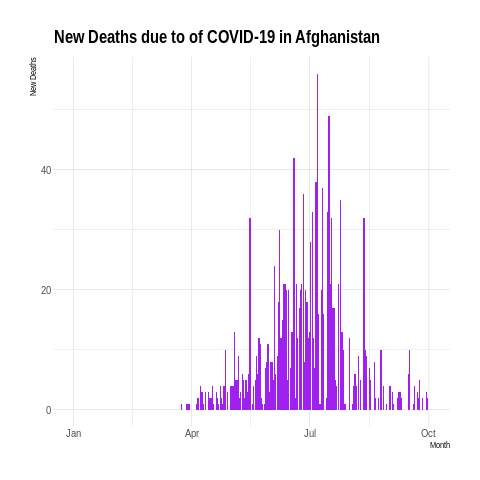 New Deaths due to of COVID-19 in Afghanistan
New Deaths
40
20
0
Jan Apr Jul Oct
Month